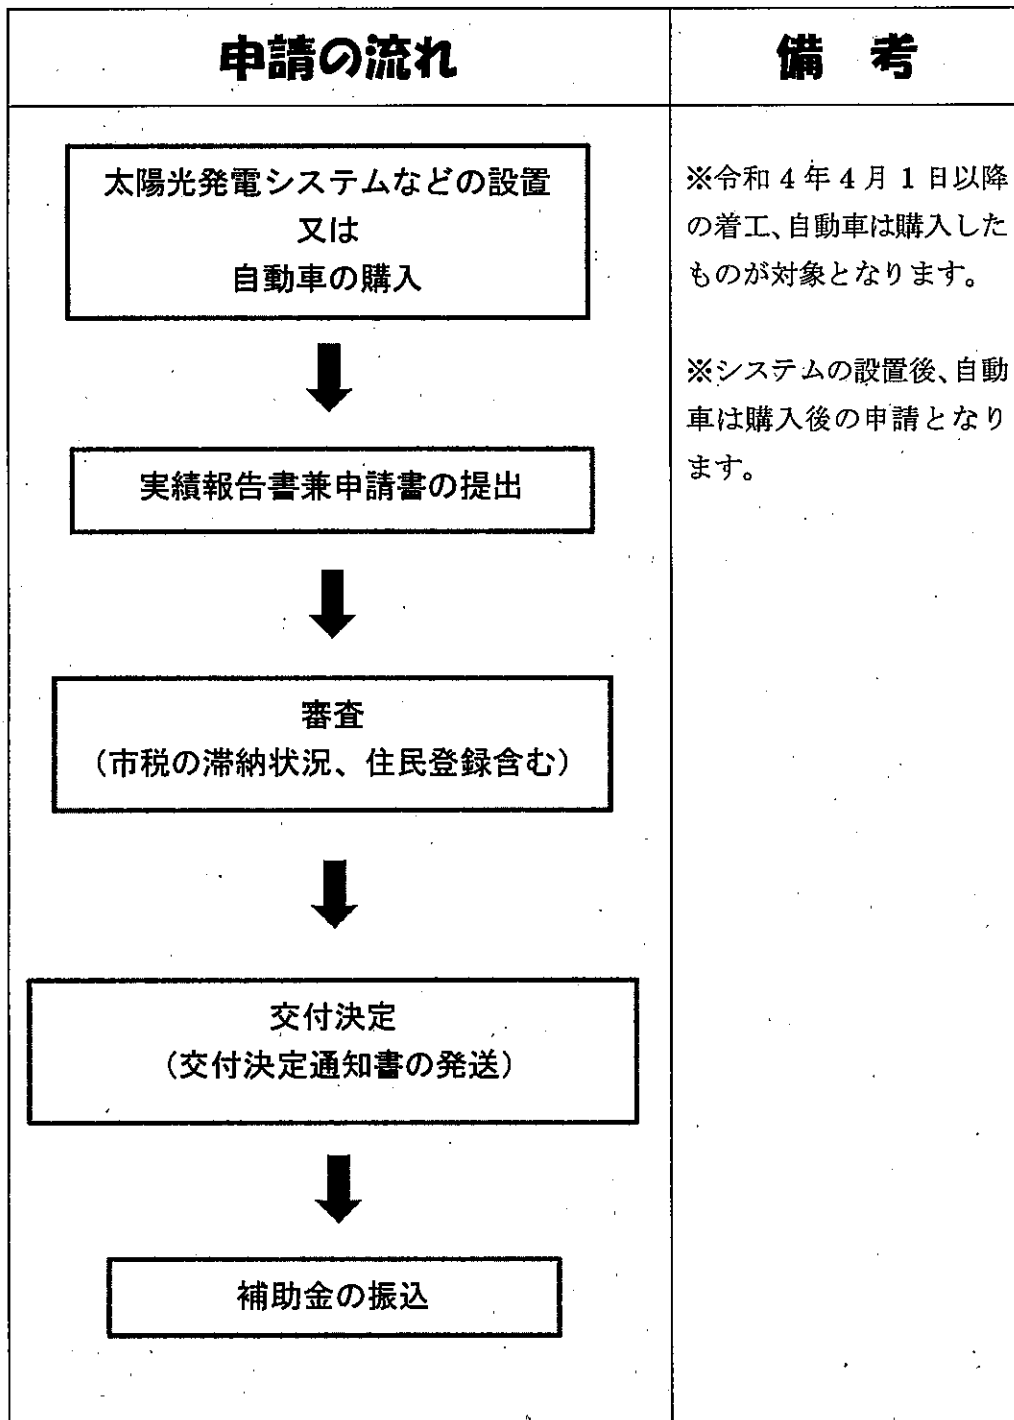 申請の流れ
備 考
太陽光発電システムなどの設置
又は
自動車の購入
実績報告書兼申請書の提出
審査
（市税の滞納状況、住民登録含む）
交付決定
（交付決定通知書の発送）
補助金の振込
※令和４年４月１日以降
の着工、自動車は購入した
ものが対象となります。
※システムの設置後、自動
車は購入後の申請となり
ます。